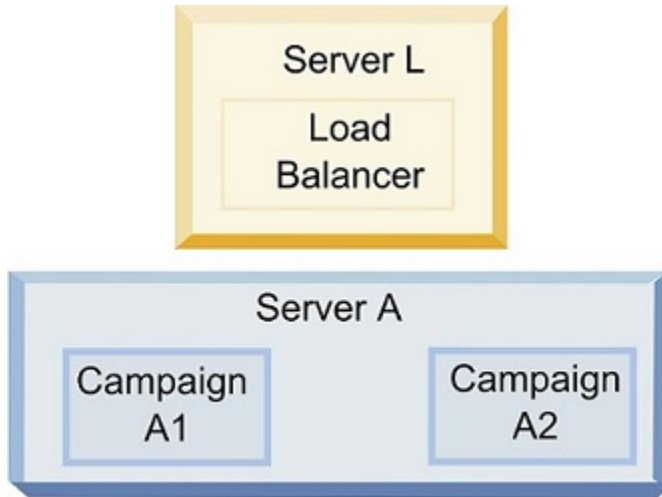 Server L
Load
Balancer
Server A
Campaign
A1
Campaign
A2